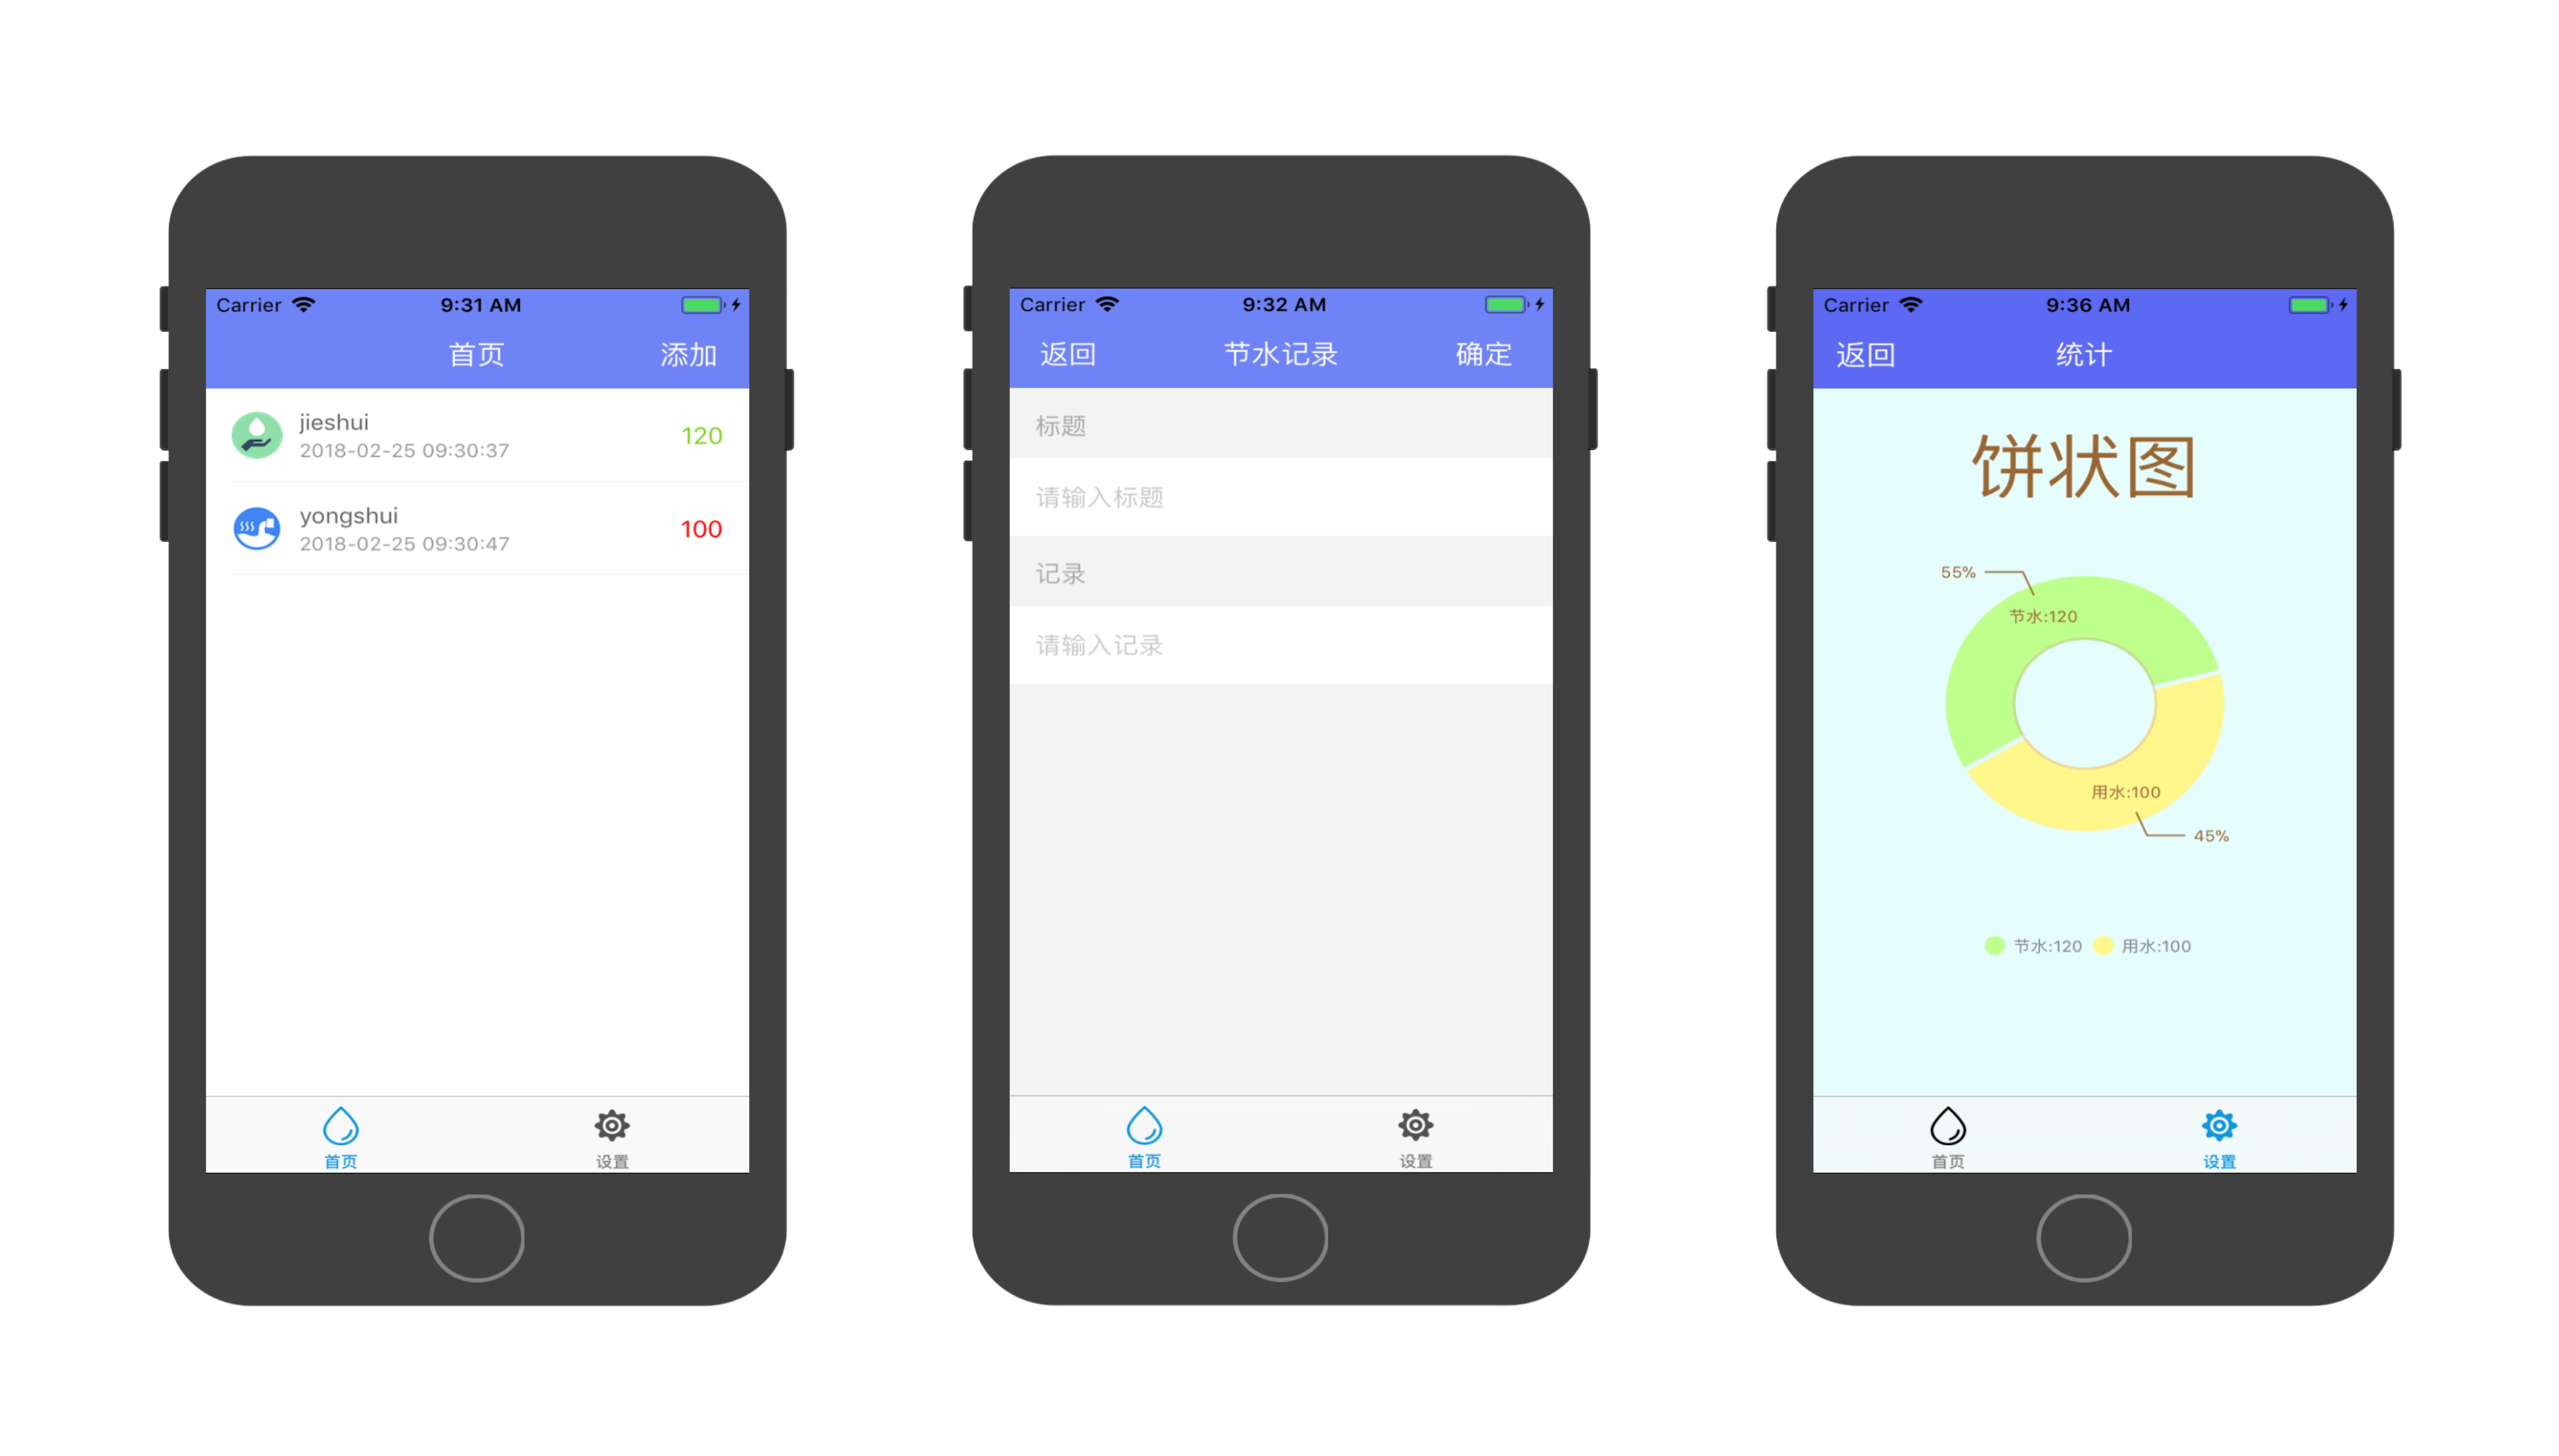 Carrier 9:31 AM
首页 添加
jieshui
2018-02-25 09:30:37
120
yongshui
2018-02-25 09:30:47
100
首页 设置
Carrier 9:32 AM
返回 节水记录 确定
标题
请输入标题
记录
请输入记录
首页 设置
Carrier 9:36 AM
返回 统计
饼状图
55%
节水:120
用水:100
45%
节水:120 用水:100
首页 设置